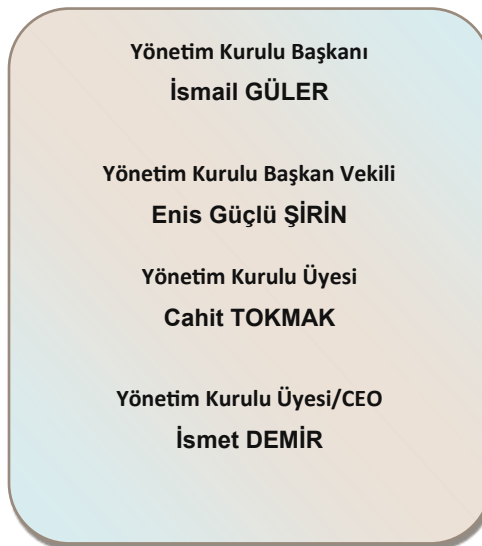 Yönetim Kurulu Başkanı
İsmail GÜLER
Yönetim Kurulu Başkan Vekili
Enis Güçlü ŞİRİN
Yönetim Kurulu Üyesi
Cahit TOKMAK
Yönetim Kurulu Üyesi/CEO
İsmet DEMİR